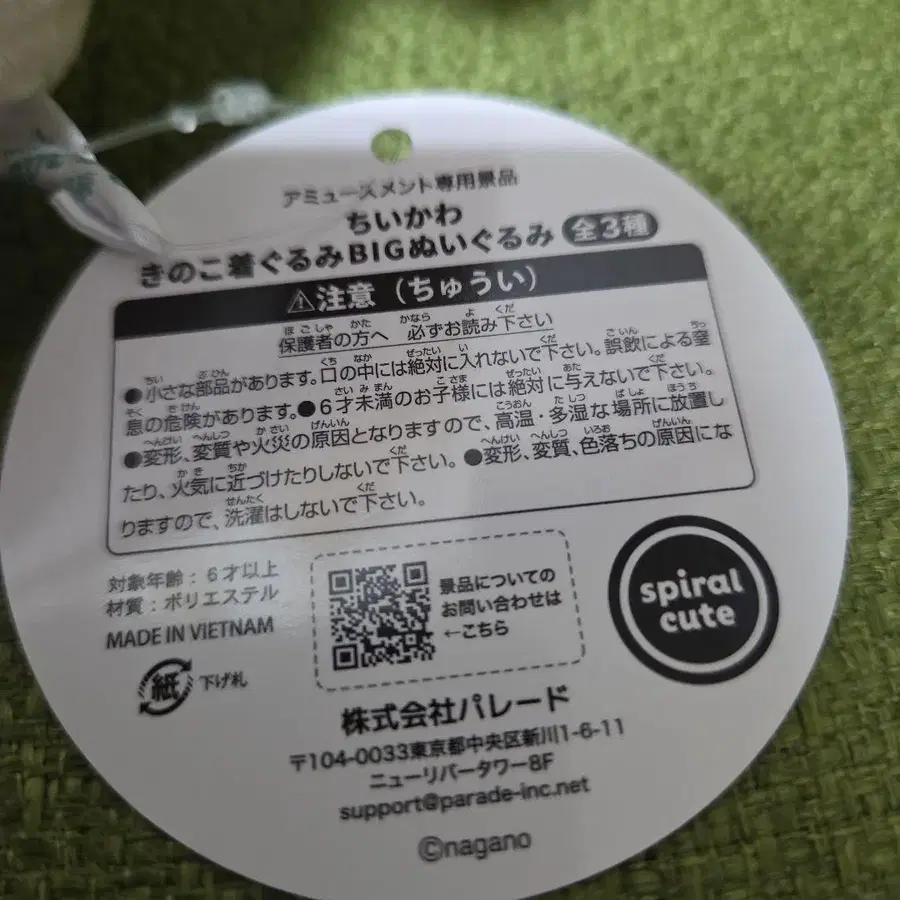 アミューズメント専用景品
ちいかわ
きのこ着ぐるみBIGぬいぐるみ 全3種
⚠注意（ちゅうい）
保護者の方へ 必ずお読み下さい
●小さな部品があります。口の中には絶対に入れないで下さい。誤飲による窒
息の危険があります。●6才未満のお子様には絶対に与えないで下さい。
●変形、変質や火災の原因となりますので、高温・多湿な場所に放置し
たり、火気に近づけたりしないで下さい。●変形、変質、色落ちの原因にな
りますので、洗濯はしないで下さい。
対象年齢：6才以上
材質：ポリエステル
MADE IN VIETNAM
紙 下げ札
景品についての
お問い合わせは
←こちら
spiral
cute
株式会社パレード
〒104-0033東京都中央区新川1-6-11
ニューリバータワー8F
support@parade-inc.net
©nagano